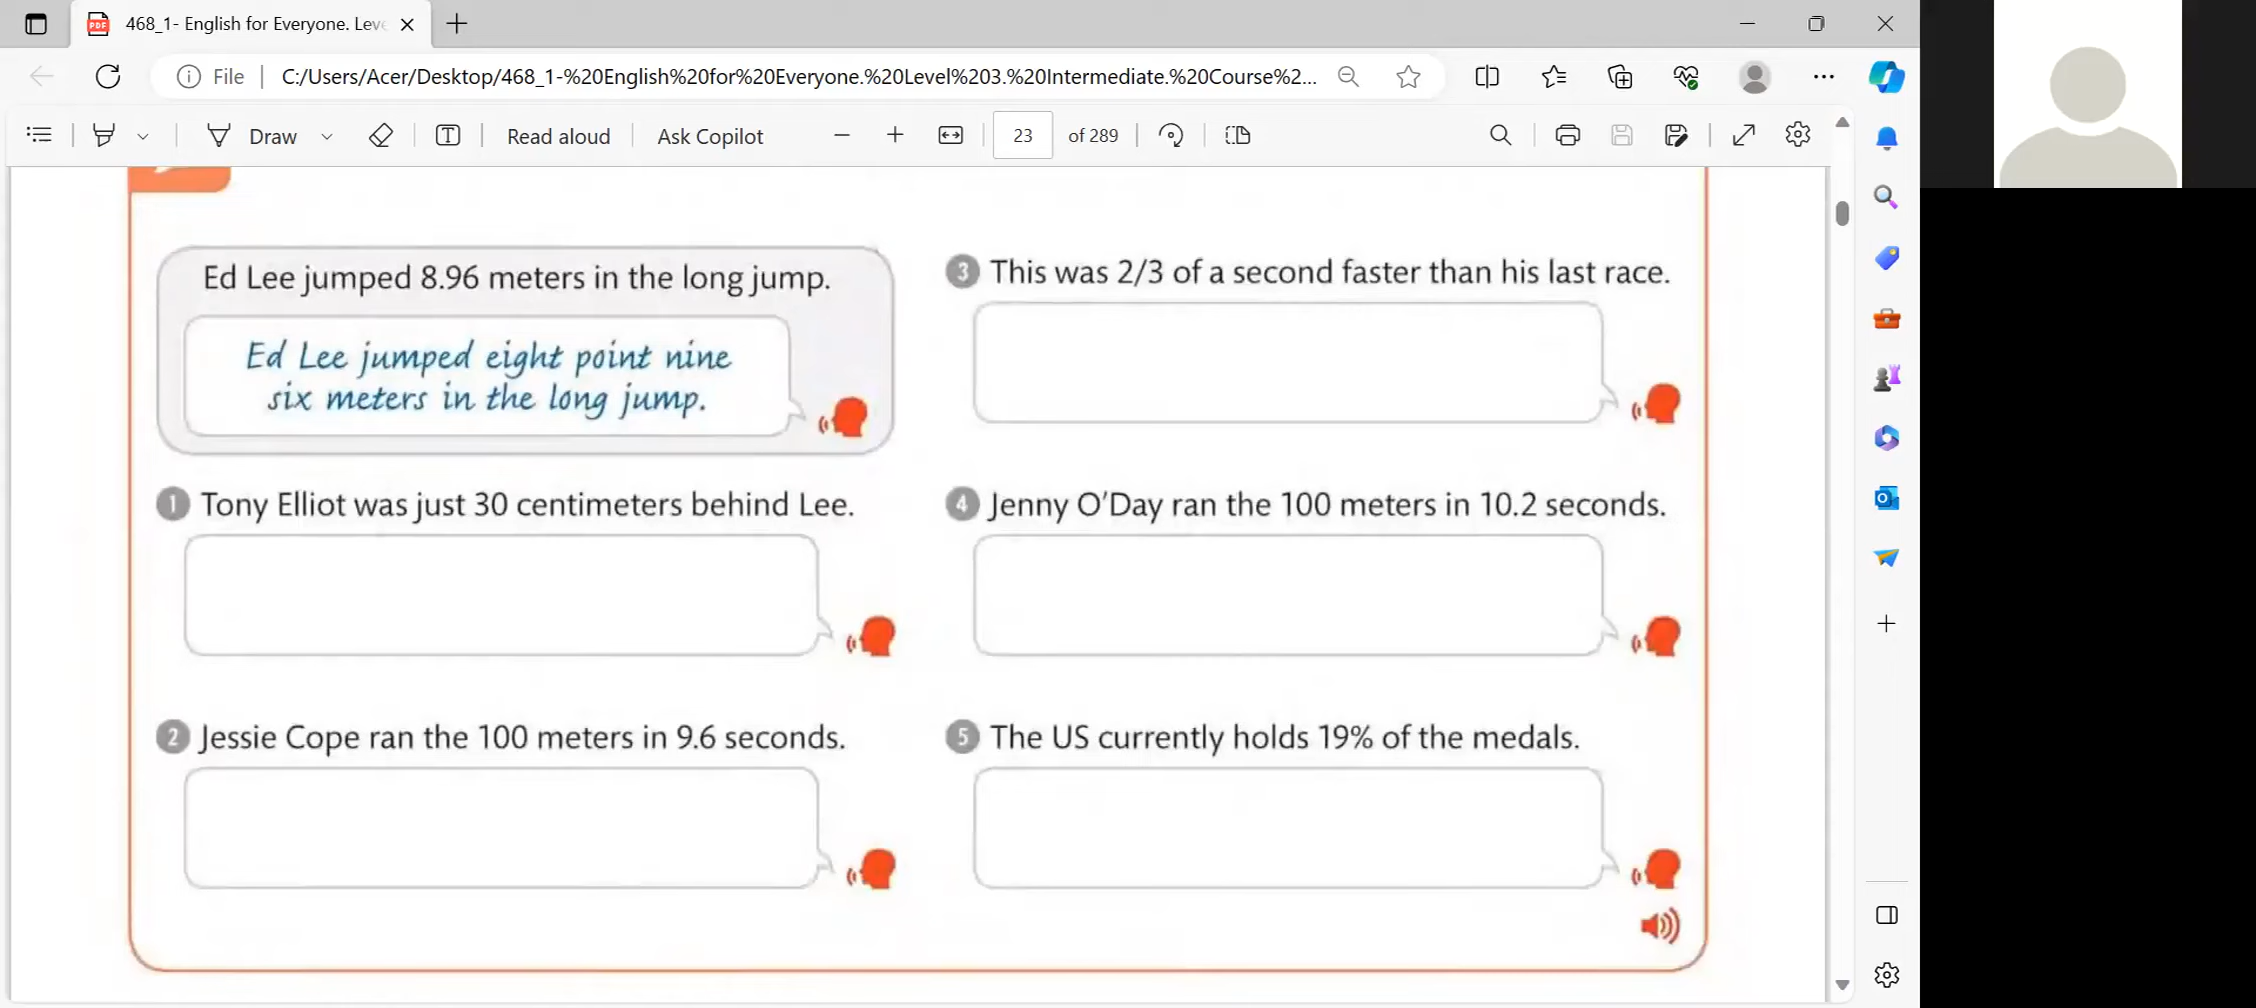 468_1- English for Everyone. Leve
File
C:/Users/Acer/Desktop/468_1-%20English%20for%20Everyone.%20Level%203.%20Intermediate.%20Course%2...
Draw
Read aloud
Ask Copilot
23 of 289
Ed Lee jumped 8.96 meters in the long jump.
Ed Lee jumped eight point nine
six meters in the long jump.
1 Tony Elliot was just 30 centimeters behind Lee.
2 Jessie Cope ran the 100 meters in 9.6 seconds.
3 This was 2/3 of a second faster than his last race.
4 Jenny O'Day ran the 100 meters in 10.2 seconds.
5 The US currently holds 19% of the medals.